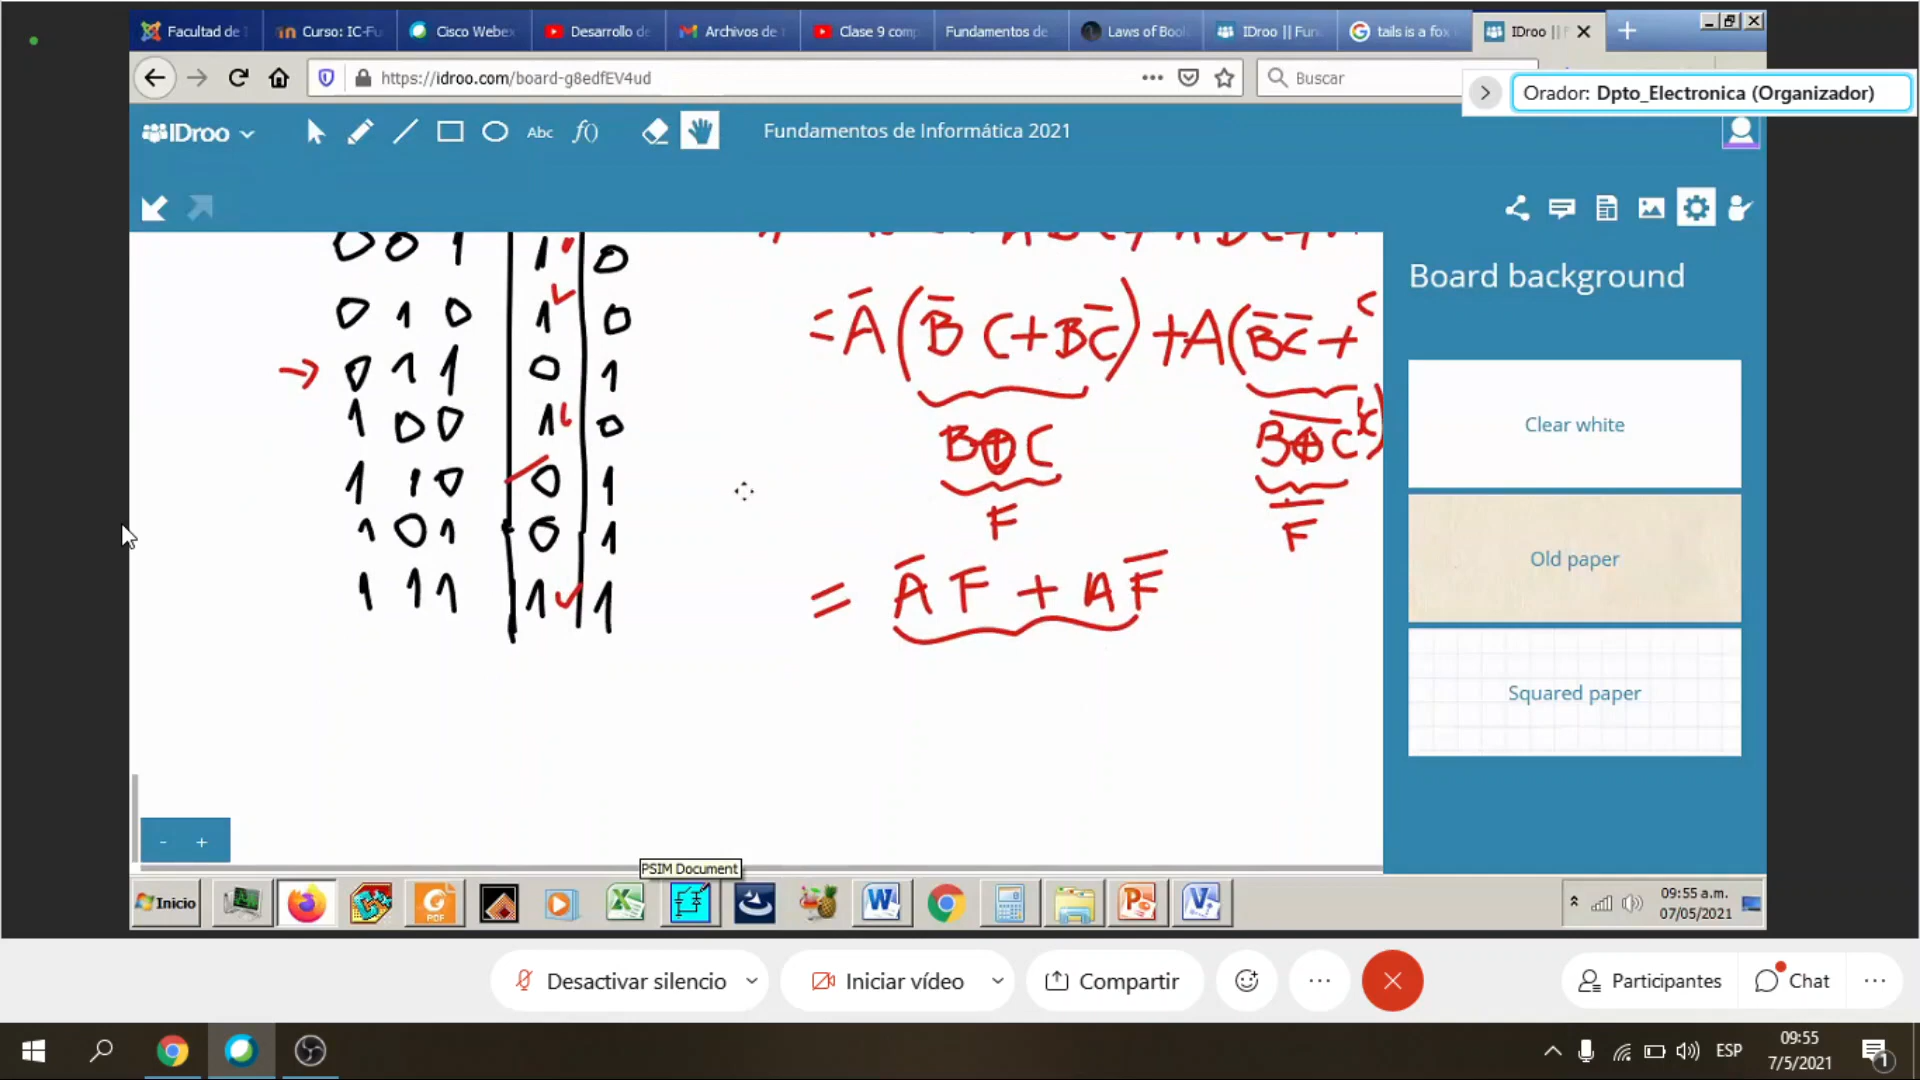 Facultad de
Curso: IC-Fu
Cisco Webex
Desarrollo de
Archivos de
Clase 9 comp
Fundamentos de
Laws of Bool
IDroo || Fun
tails is a fox
IDroo || F
https://idroo.com/board-g8edfEV4ud
Buscar
Orador: Dpto_Electronica (Organizador)
IDroo
Abc
f()
Fundamentos de Informática 2021
Board background
Clear white
Old paper
Squared paper
0 0 1 1 0
0 1 0 1 0
→ 0 1 1 0 1
1 0 0 1 0
1 1 0 0 1
1 0 1 0 1
1 1 1 1 1
= A̅ (B̅ C + B C̅) + A (B̅ C̅ +
B ⊕ C
B̅ ⊕̅ C̅
F
F̅
= A̅ F + A F̅
- +
PSIM Document
Inicio
PDF
09:55 a.m.
07/05/2021
Desactivar silencio
Iniciar vídeo
Compartir
Participantes
Chat
ESP
09:55
7/5/2021
1